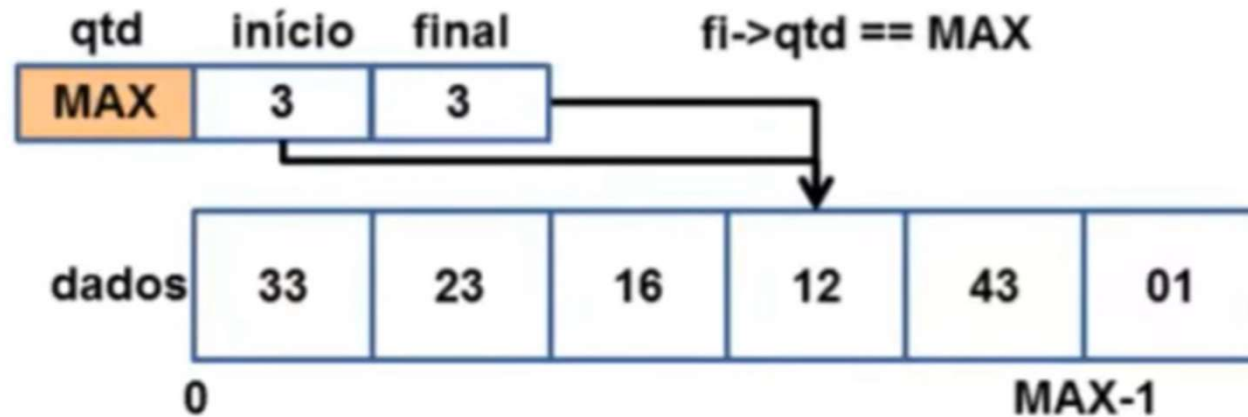 qtd início final fi->qtd == MAX
MAX 3 3
dados 33 23 16 12 43 01
0 MAX-1